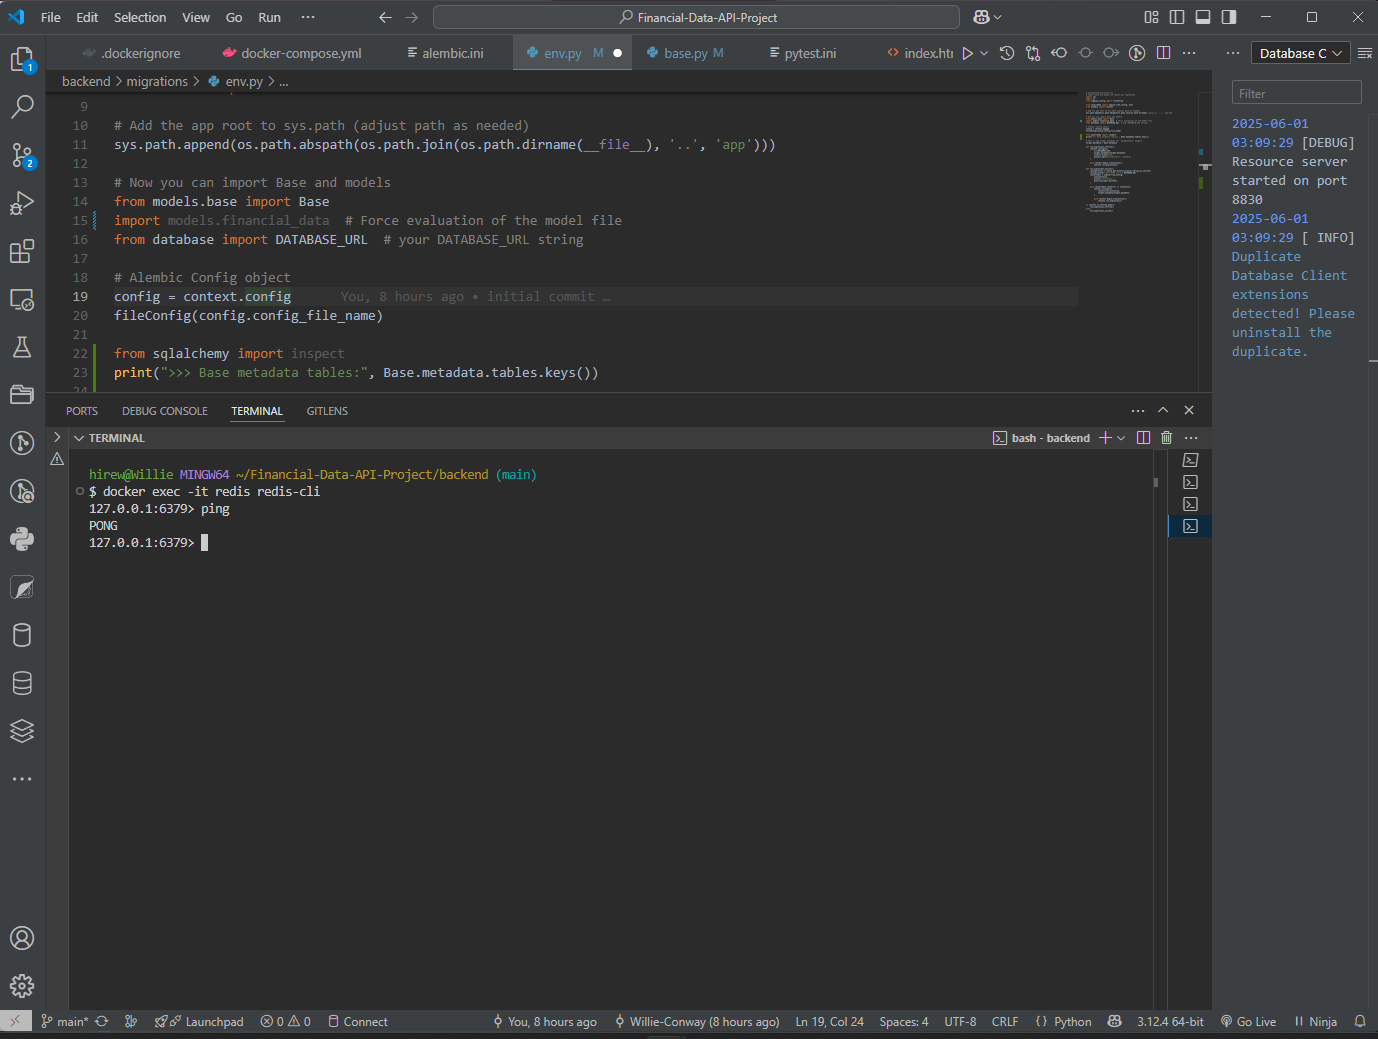 File Edit Selection View Go Run ···
Financial-Data-API-Project
.dockerignore docker-compose.yml alembic.ini env.py M base.py M pytest.ini index.ht
Database C
backend > migrations > env.py > ...
9
10 # Add the app root to sys.path (adjust path as needed)
11 sys.path.append(os.path.abspath(os.path.join(os.path.dirname(__file__), '..', 'app')))
12
13 # Now you can import Base and models
14 from models.base import Base
15 import models.financial_data  # Force evaluation of the model file
16 from database import DATABASE_URL  # your DATABASE_URL string
17
18 # Alembic Config object
19 config = context.config You, 8 hours ago • initial commit …
20 fileConfig(config.config_file_name)
21
22 from sqlalchemy import inspect
23 print(">>> Base metadata tables:", Base.metadata.tables.keys())
24
Filter
2025-06-01
03:09:29 [DEBUG]
Resource server
started on port
8830
2025-06-01
03:09:29 [ INFO]
Duplicate
Database Client
extensions
detected! Please
uninstall the
duplicate.
1
2
PORTS DEBUG CONSOLE TERMINAL GITLENS
TERMINAL
bash - backend
hirew@Willie MINGW64 ~/Financial-Data-API-Project/backend (main)
$ docker exec -it redis redis-cli
127.0.0.1:6379> ping
PONG
127.0.0.1:6379>
main* Launchpad 0 0 Connect You, 8 hours ago Willie-Conway (8 hours ago) Ln 19, Col 24 Spaces: 4 UTF-8 CRLF {} Python 3.12.4 64-bit Go Live Ninja